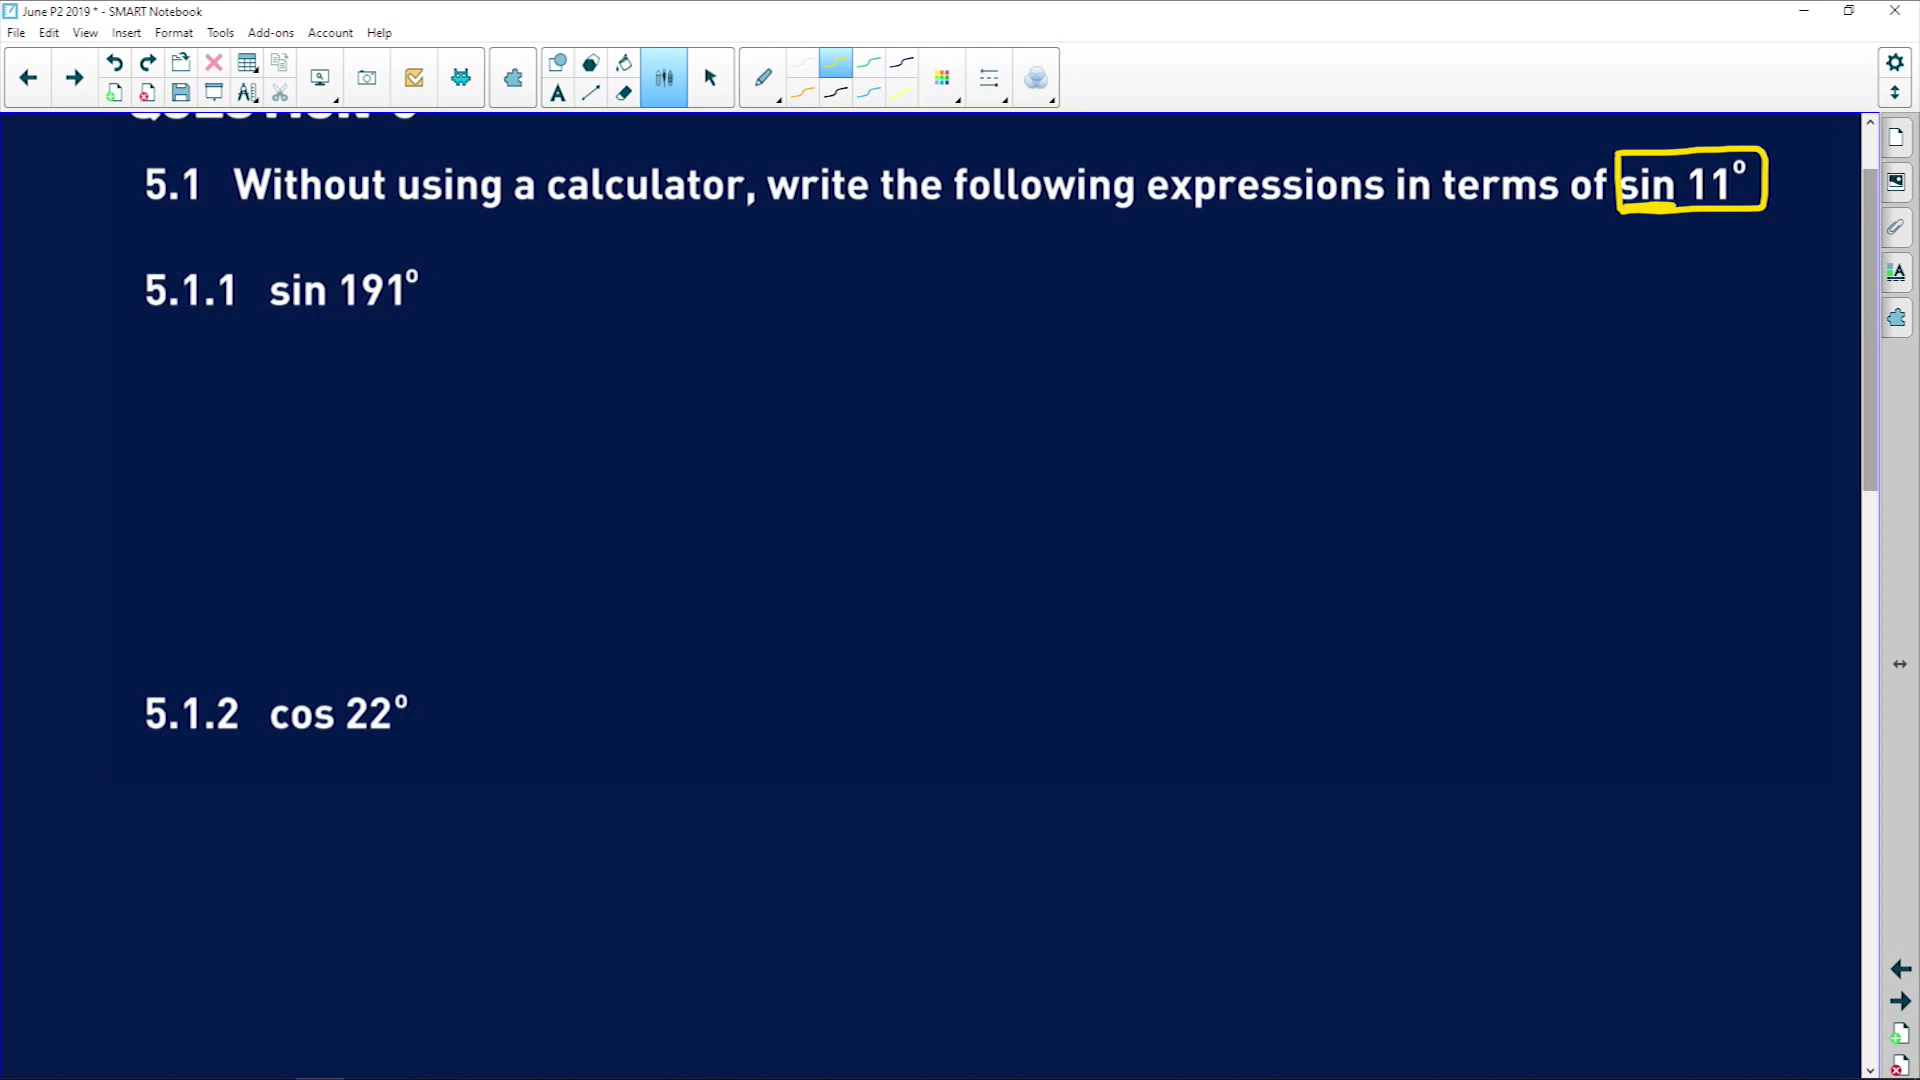 June P2 2019 * - SMART Notebook
File Edit View Insert Format Tools Add-ons Account Help
5.1 Without using a calculator, write the following expressions in terms of sin 11°
5.1.1 sin 191°
5.1.2 cos 22°